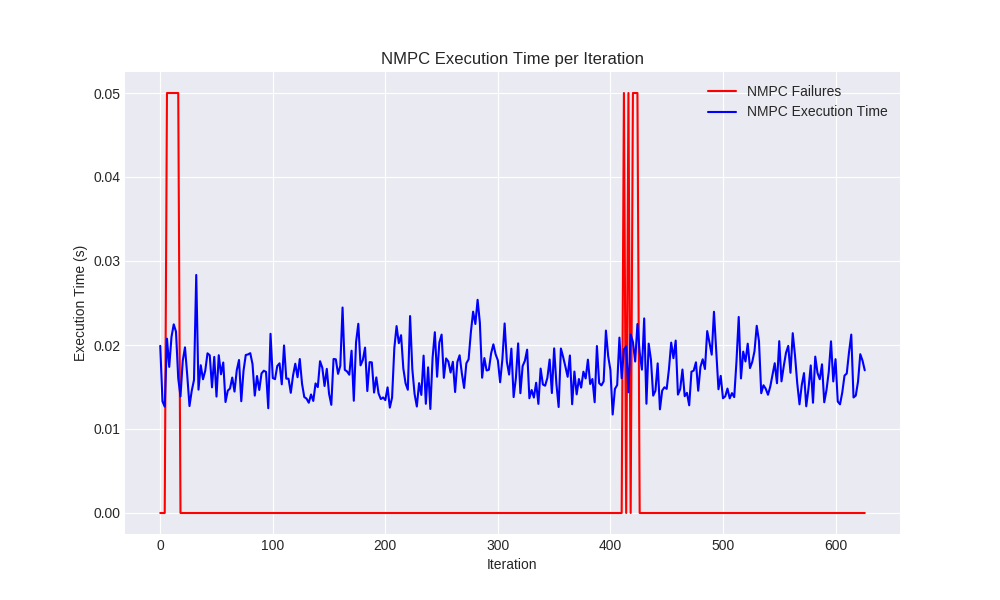 NMPC Execution Time per Iteration
NMPC Failures
NMPC Execution Time
Execution Time (s)
0.05
0.04
0.03
0.02
0.01
0.00
0 100 200 300 400 500 600
Iteration